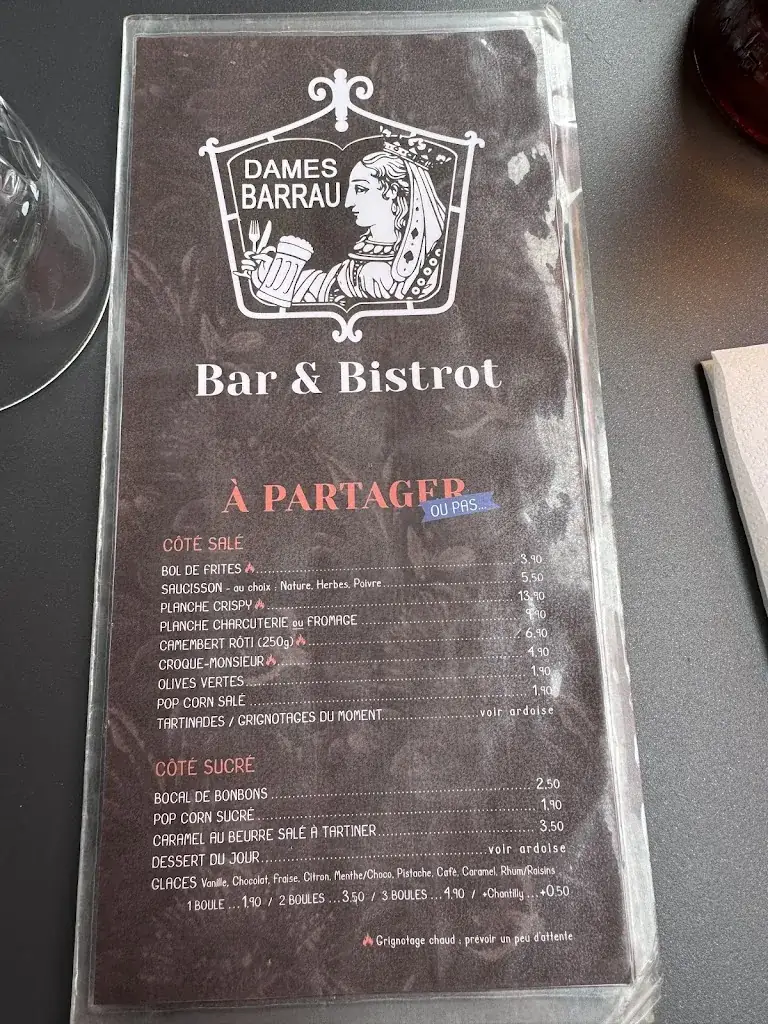 DAMES
BARRAU
Bar & Bistrot
À PARTAGER
OU PAS...
CÔTÉ SALÉ
BOL DE FRITES 3,90
SAUCISSON - au choix : Nature, Herbes, Poivre 5,50
PLANCHE CRISPY 13,90
PLANCHE CHARCUTERIE ou FROMAGE 9,90
CAMEMBERT RÔTI (250g) 6,90
CROQUE-MONSIEUR 4,90
OLIVES VERTES 1,90
POP CORN SALÉ 1,90
TARTINADES / GRIGNOTAGES DU MOMENT voir ardoise
CÔTÉ SUCRÉ
BOCAL DE BONBONS 2,50
POP CORN SUCRÉ 1,90
CARAMEL AU BEURRE SALÉ À TARTINER 3,50
DESSERT DU JOUR voir ardoise
GLACES Vanille, Chocolat, Fraise, Citron, Menthe/Choco, Pistache, Café, Caramel, Rhum/Raisins
1 BOULE ...1,90 / 2 BOULES ...3,50 / 3 BOULES ...4,90 / +Chantilly ...+0,50
Grignotage chaud : prévoir un peu d'attente